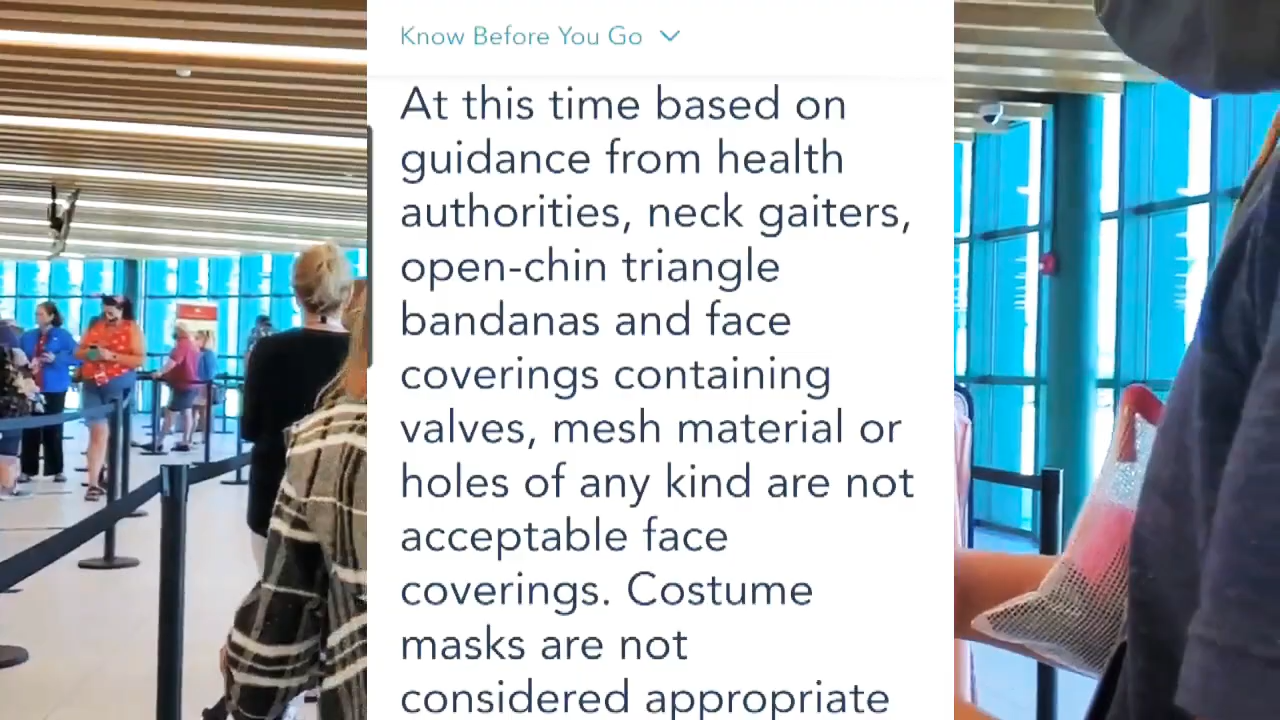 Know Before You Go
At this time based on
guidance from health
authorities, neck gaiters,
open-chin triangle
bandanas and face
coverings containing
valves, mesh material or
holes of any kind are not
acceptable face
coverings. Costume
masks are not
considered appropriate